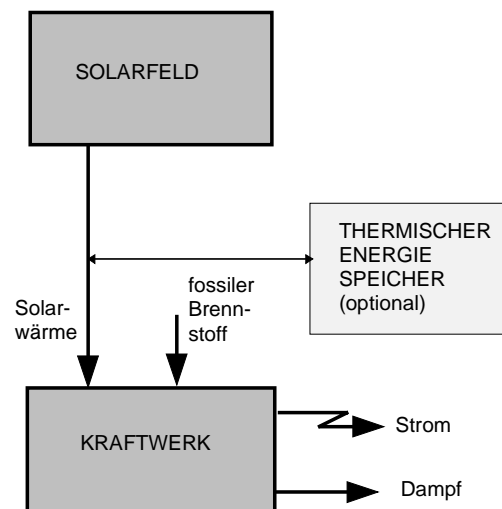 SOLARFELD
THERMISCHER
ENERGIE
SPEICHER
(optional)
fossiler
Brenn-
stoff
Solar-
wärme
KRAFTWERK
Strom
Dampf